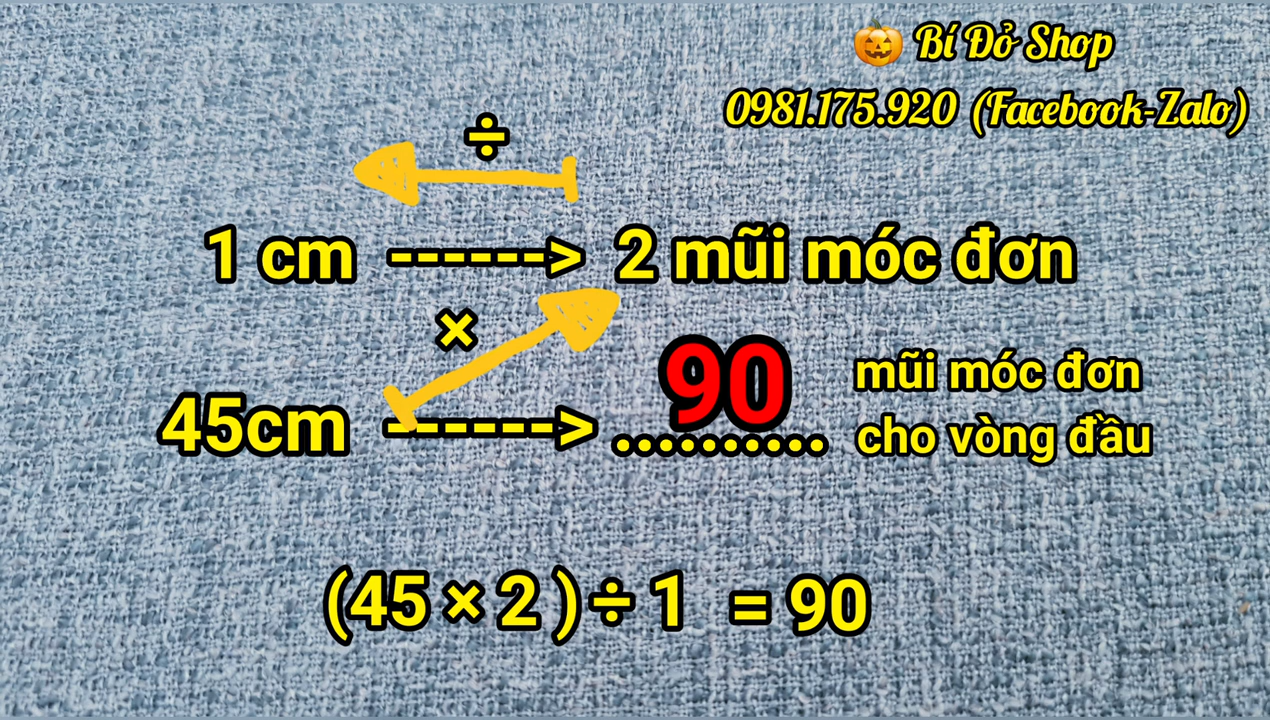 🎃 Bí Đỏ Shop
0981.175.920 (Facebook-Zalo)
÷
1 cm ------> 2 mũi móc đơn
×
45cm ------> .......... 90 mũi móc đơn
cho vòng đầu
(45 × 2 ) ÷ 1 = 90